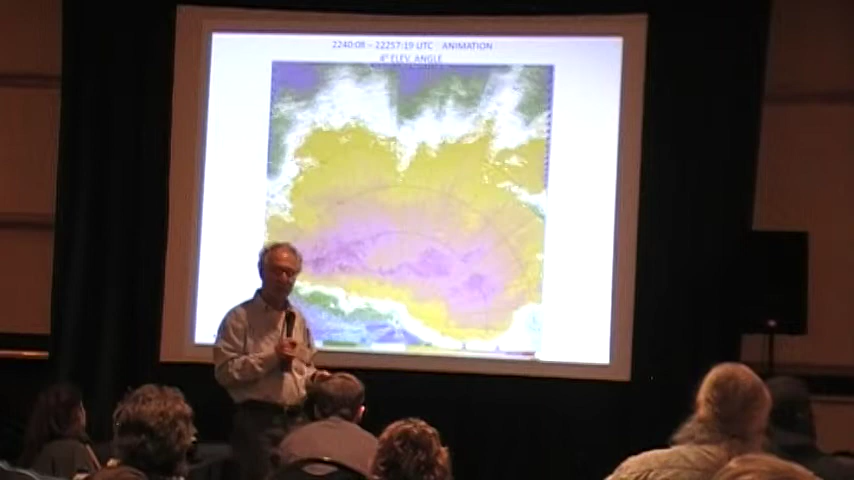 2240:08 – 22257:19 UTC ANIMATION
4° ELEV. ANGLE